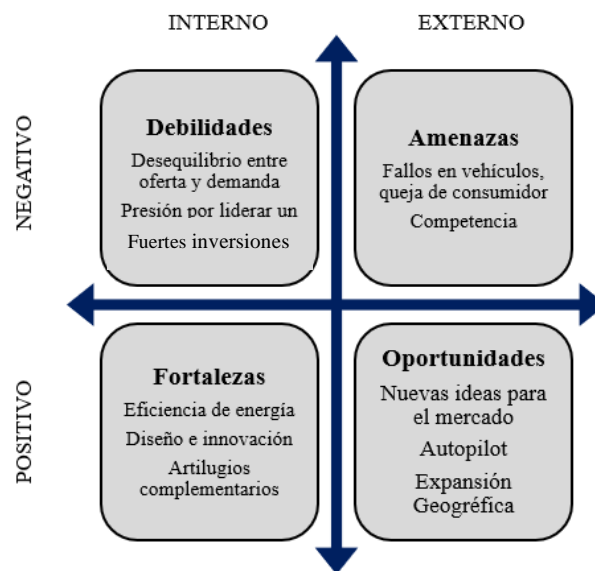 INTERNO
EXTERNO
NEGATIVO
Debilidades
Desequilibrio entre
oferta y demanda
Presión por liderar un
Fuertes inversiones
Amenazas
Fallos en vehículos,
queja de consumidor
Competencia
POSITIVO
Fortalezas
Eficiencia de energía
Diseño e innovación
Artilugios
complementarios
Oportunidades
Nuevas ideas para
el mercado
Autopilot
Expansión
Geogréfica